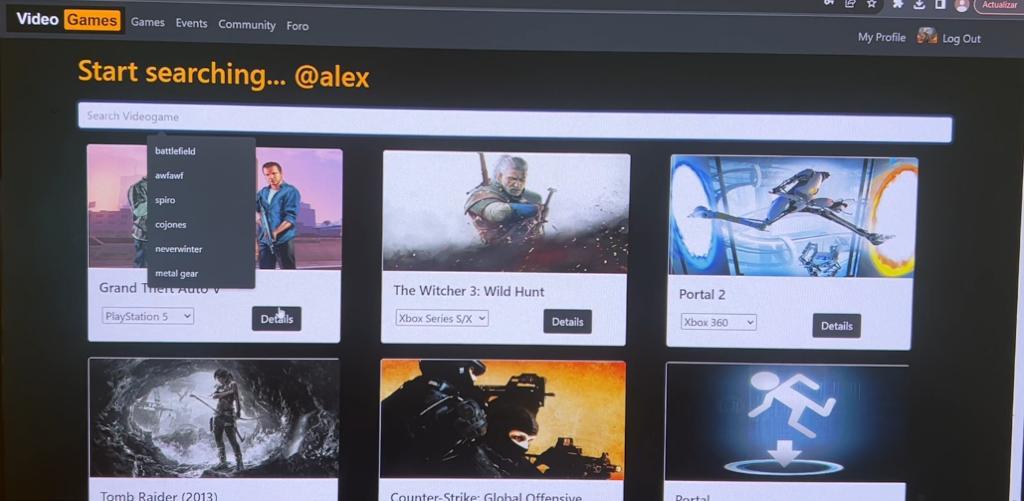 Video Games Games Events Community Foro
Actualizar
My Profile Log Out
Start searching... @alex
Search Videogame
battlefield
awfawf
spiro
cojones
neverwinter
metal gear
Grand Theft Auto V
PlayStation 5
Details
The Witcher 3: Wild Hunt
Xbox Series S/X
Details
Portal 2
Xbox 360
Details
Tomb Raider (2013)
Counter-Strike: Global Offensive
Portal